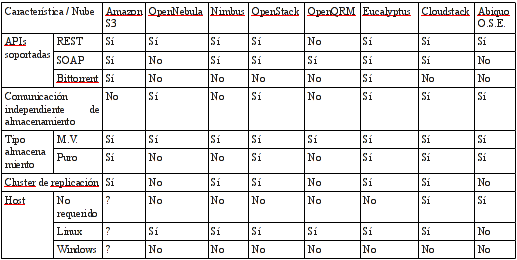 Característica / Nube Amazon S3 OpenNebula Nimbus OpenStack OpenQRM Eucalyptus Cloudstack Abiquo O.S.E.
APIs soportadas REST Sí Sí Sí Sí No Sí Sí Sí
SOAP Sí No Sí Sí Sí Sí Sí No
Bittorrent Sí No No No No Sí No No
Comunicación independiente de almacenamiento No Sí No Sí No Sí Sí Sí
Tipo almacena miento M.V. Sí Sí Sí Sí Sí Sí Sí Sí
Puro Sí No No Sí No Sí Sí Sí
Cluster de replicación Sí No Sí Sí No Sí Sí No
Host No requerido ? No No No No No Sí Sí
Linux ? No Sí Sí Sí Sí Sí No
Windows ? No No No No No No No